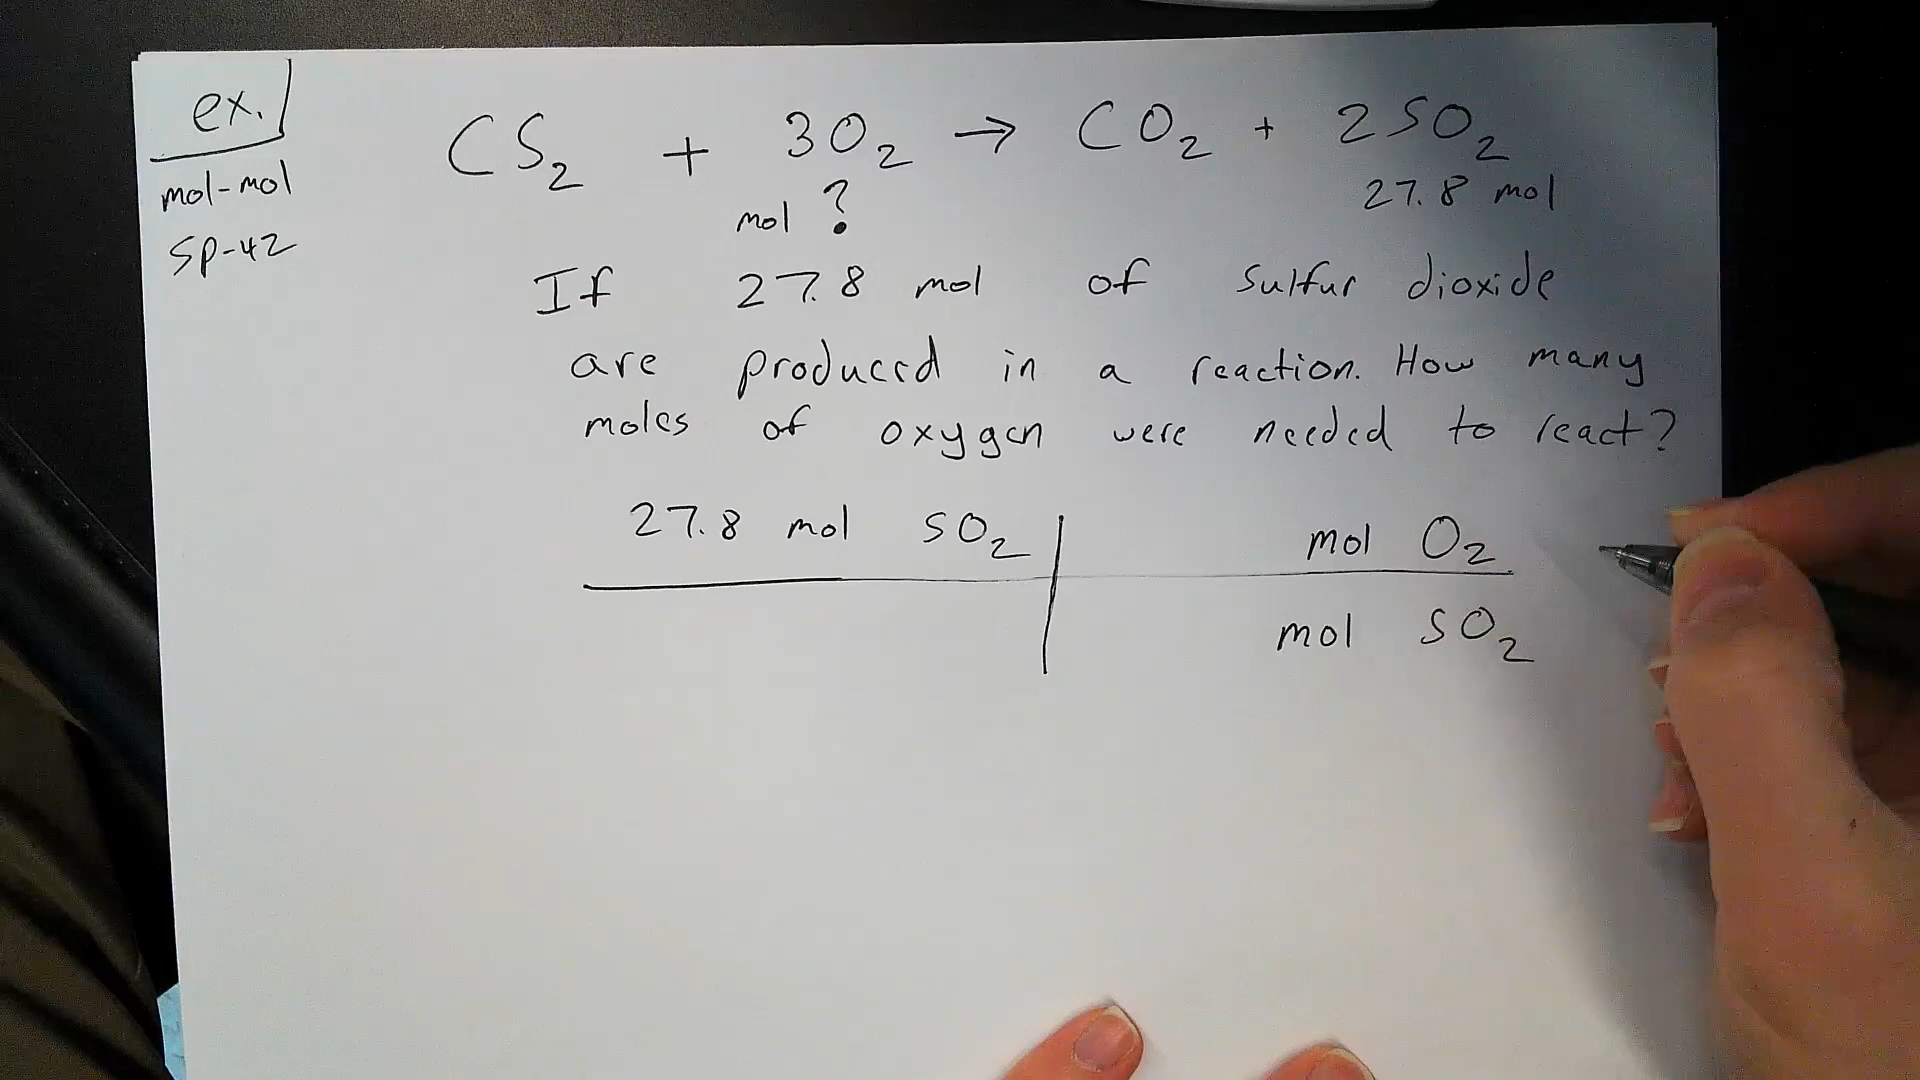 ex.
mol-mol
SP-42
CS₂ + 3O₂ → CO₂ + 2SO₂
mol ? 27.8 mol
If 27.8 mol of sulfur dioxide
are produced in a reaction. How many
moles of oxygen were needed to react?
27.8 mol SO₂ mol O₂
mol SO₂